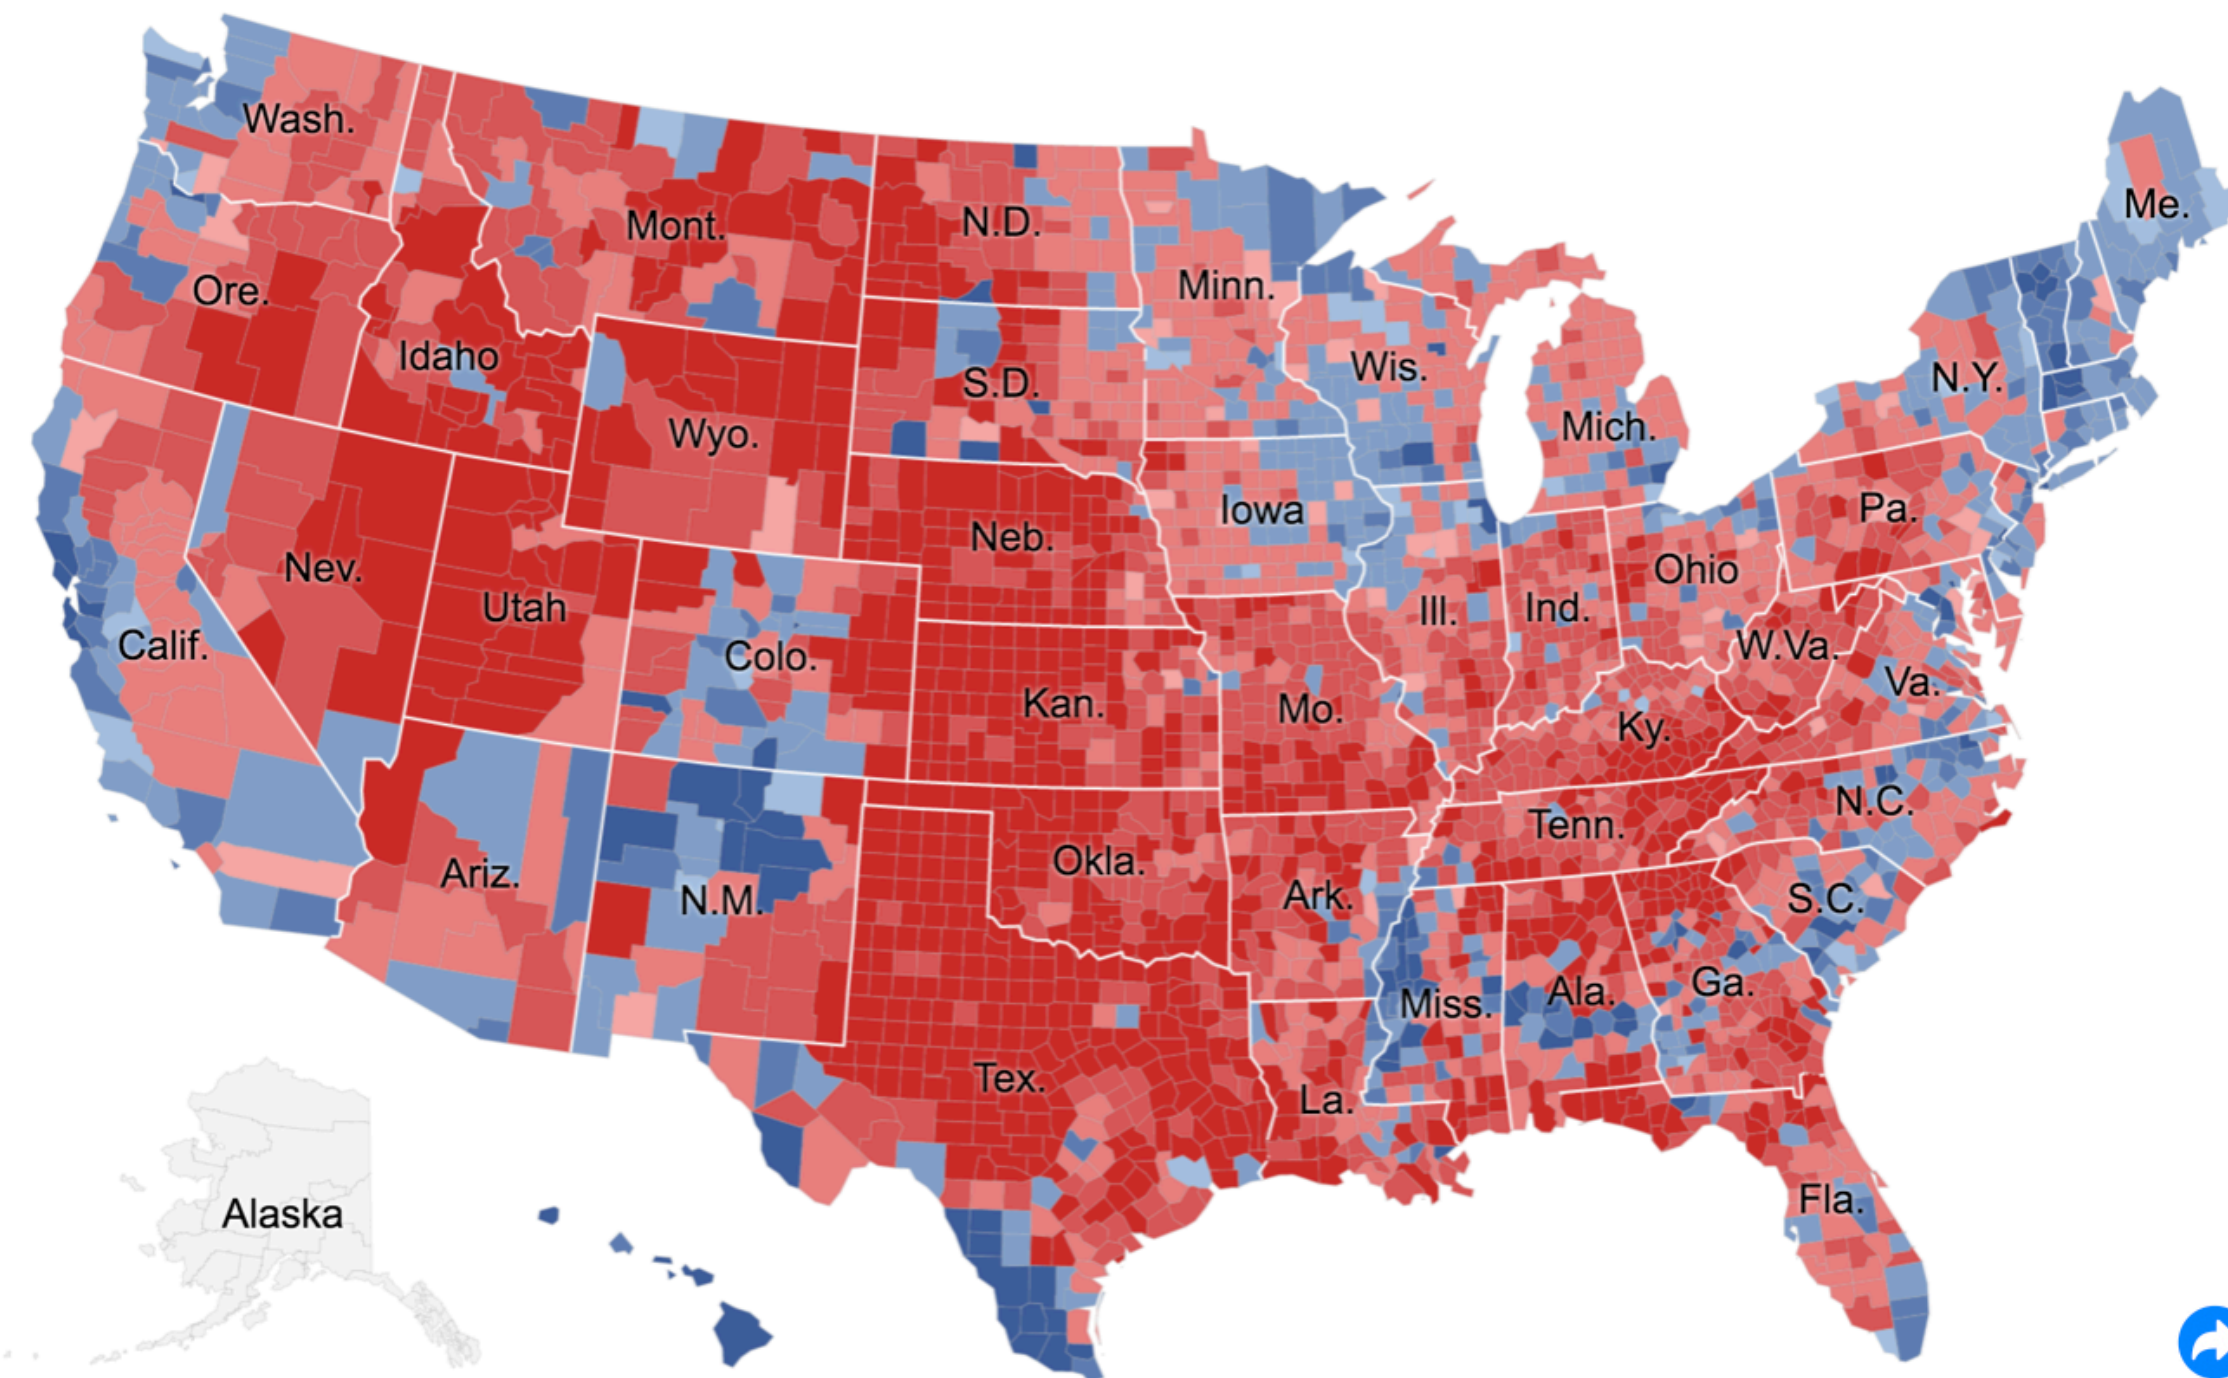 Wash.
Me.
Mont.
N.D.
Minn.
Ore.
Idaho
Wis.
N.Y.
S.D.
Mich.
Wyo.
Iowa
Pa.
Neb.
Nev.
Ohio
Utah
Ill.
Ind.
Calif.
Colo.
W.Va.
Va.
Kan.
Mo.
Ky.
N.C.
Tenn.
Okla.
Ariz.
N.M.
Ark.
S.C.
Ga.
Ala.
Miss.
Tex.
La.
Fla.
Alaska